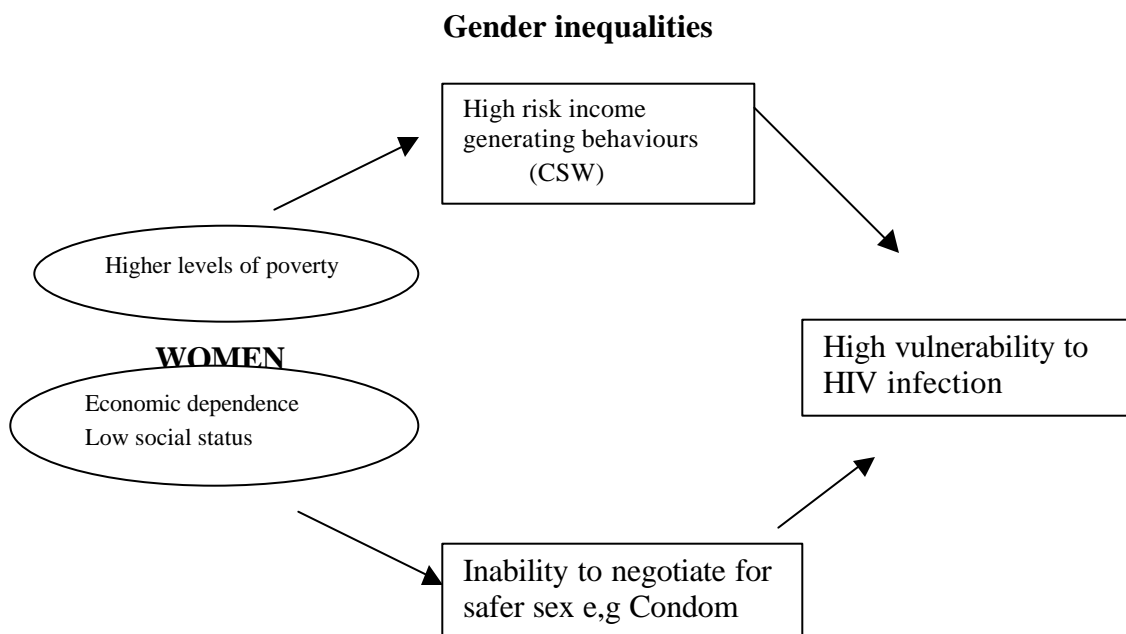 Gender inequalities
High risk income
generating behaviours
(CSW)
Higher levels of poverty
WOMEN
Economic dependence
Low social status
High vulnerability to
HIV infection
Inability to negotiate for
safer sex e,g Condom